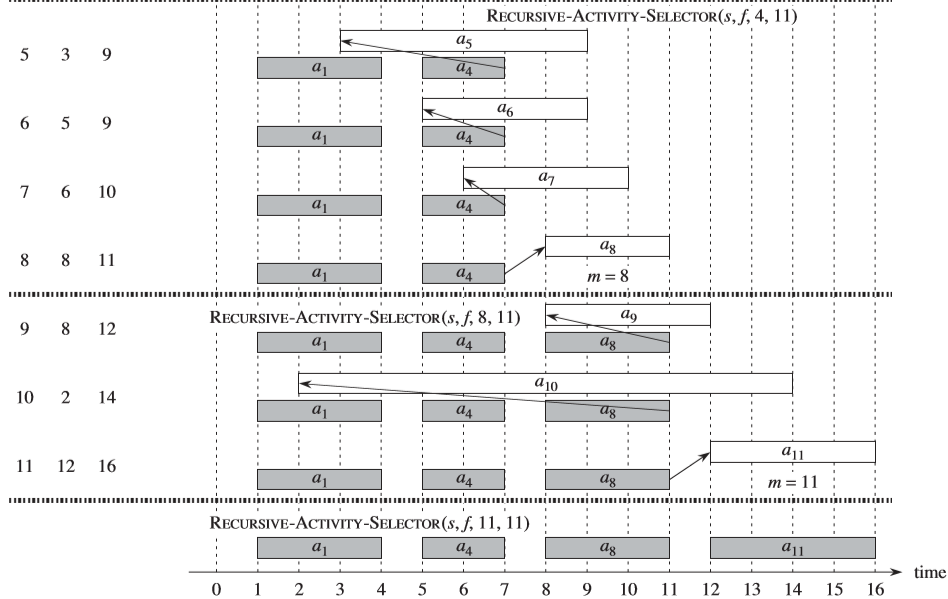 RECURSIVE-ACTIVITY-SELECTOR(s, f, 4, 11)
a5
5 3 9
a1 a4
a6
6 5 9
a1 a4
a7
7 6 10
a1 a4
a8
8 8 11
a1 a4 m = 8
RECURSIVE-ACTIVITY-SELECTOR(s, f, 8, 11) a9
9 8 12
a1 a4 a8
a10
10 2 14
a1 a4 a8
a11
11 12 16
a1 a4 a8 m = 11
RECURSIVE-ACTIVITY-SELECTOR(s, f, 11, 11)
a1 a4 a8 a11
time
0 1 2 3 4 5 6 7 8 9 10 11 12 13 14 15 16